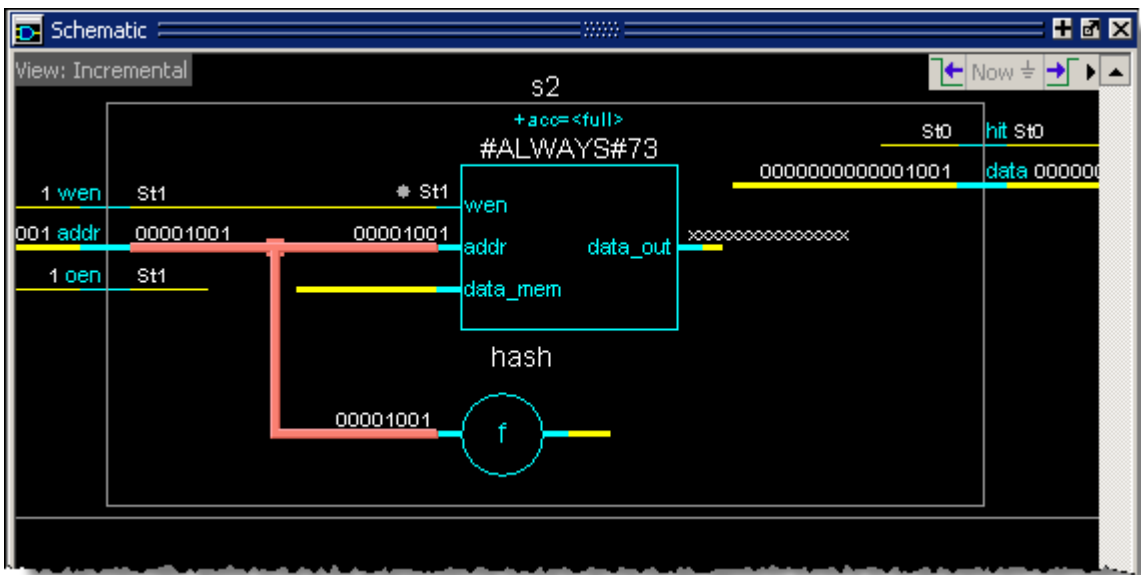 Schematic
View: Incremental
Now
s2
+acc=<full>
#ALWAYS#73
St0 hit St0
0000000000001001 data 000000
1 wen St1 St1 wen
001 addr 00001001 00001001 addr data_out xxxxxxxxxxxxxxxx
1 oen St1 data_mem
hash
00001001 f